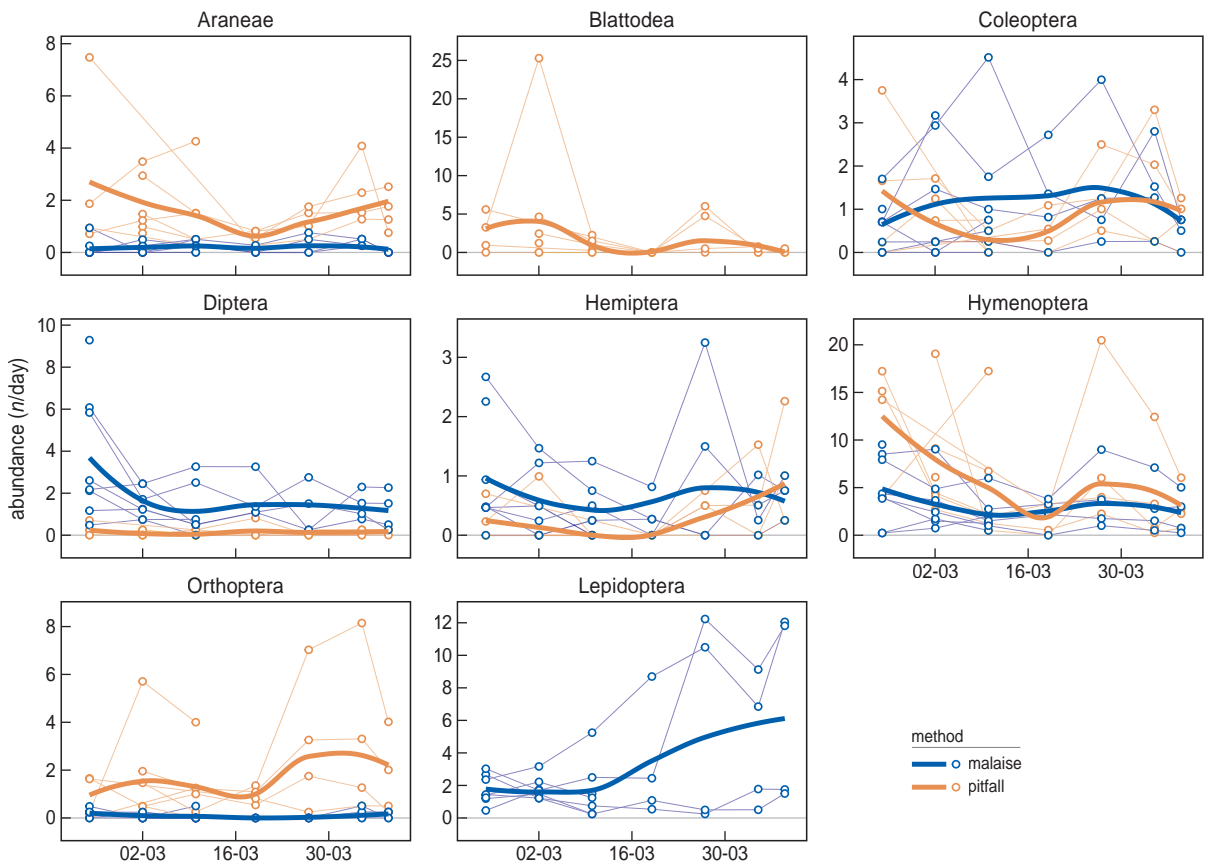 Araneae
Blattodea
Coleoptera
8
6
4
2
0
25
20
15
10
5
0
4
3
2
1
0
Diptera
Hemiptera
Hymenoptera
abundance (n/day)
10
8
6
4
2
0
3
2
1
0
20
15
10
5
0
02-03 16-03 30-03
Orthoptera
Lepidoptera
8
6
4
2
0
12
10
8
6
4
2
0
method
malaise
pitfall
02-03 16-03 30-03
02-03 16-03 30-03